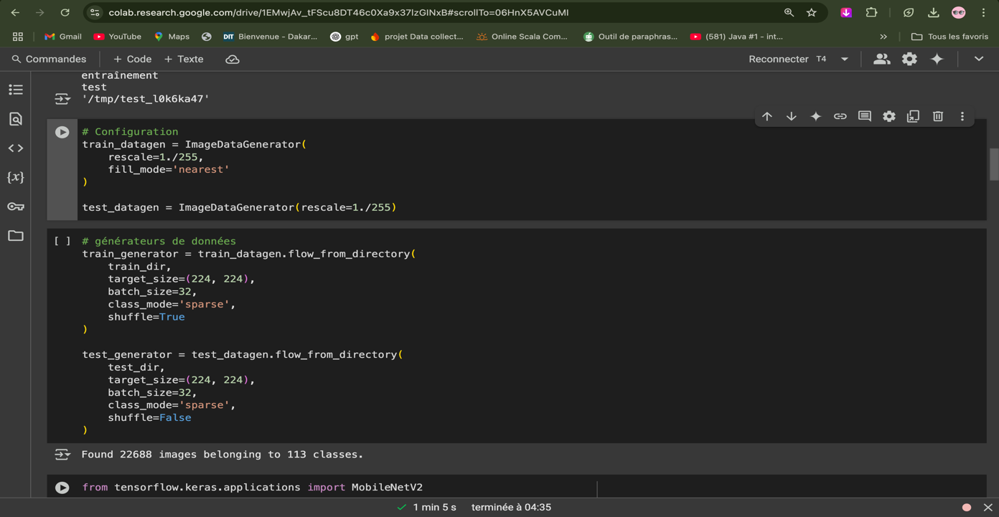 colab.research.google.com/drive/1EMwjAv_tFScu8DT46c0Xa9x37lzGINxB#scrollTo=06HnX5AVCuMI
Gmail YouTube Maps DIT Bienvenue - Dakar... gpt projet Data collect... Online Scala Com... Outil de paraphras... (581) Java #1 - int... » Tous les favoris
Commandes + Code + Texte Reconnecter T4
entraînement
test
'/tmp/test_l0k6ka47'
# Configuration
train_datagen = ImageDataGenerator(
    rescale=1./255,
    fill_mode='nearest'
)
test_datagen = ImageDataGenerator(rescale=1./255)
[ ] # générateurs de données
train_generator = train_datagen.flow_from_directory(
    train_dir,
    target_size=(224, 224),
    batch_size=32,
    class_mode='sparse',
    shuffle=True
)
test_generator = test_datagen.flow_from_directory(
    test_dir,
    target_size=(224, 224),
    batch_size=32,
    class_mode='sparse',
    shuffle=False
)
Found 22688 images belonging to 113 classes.
from tensorflow.keras.applications import MobileNetV2
1 min 5 s terminée à 04:35